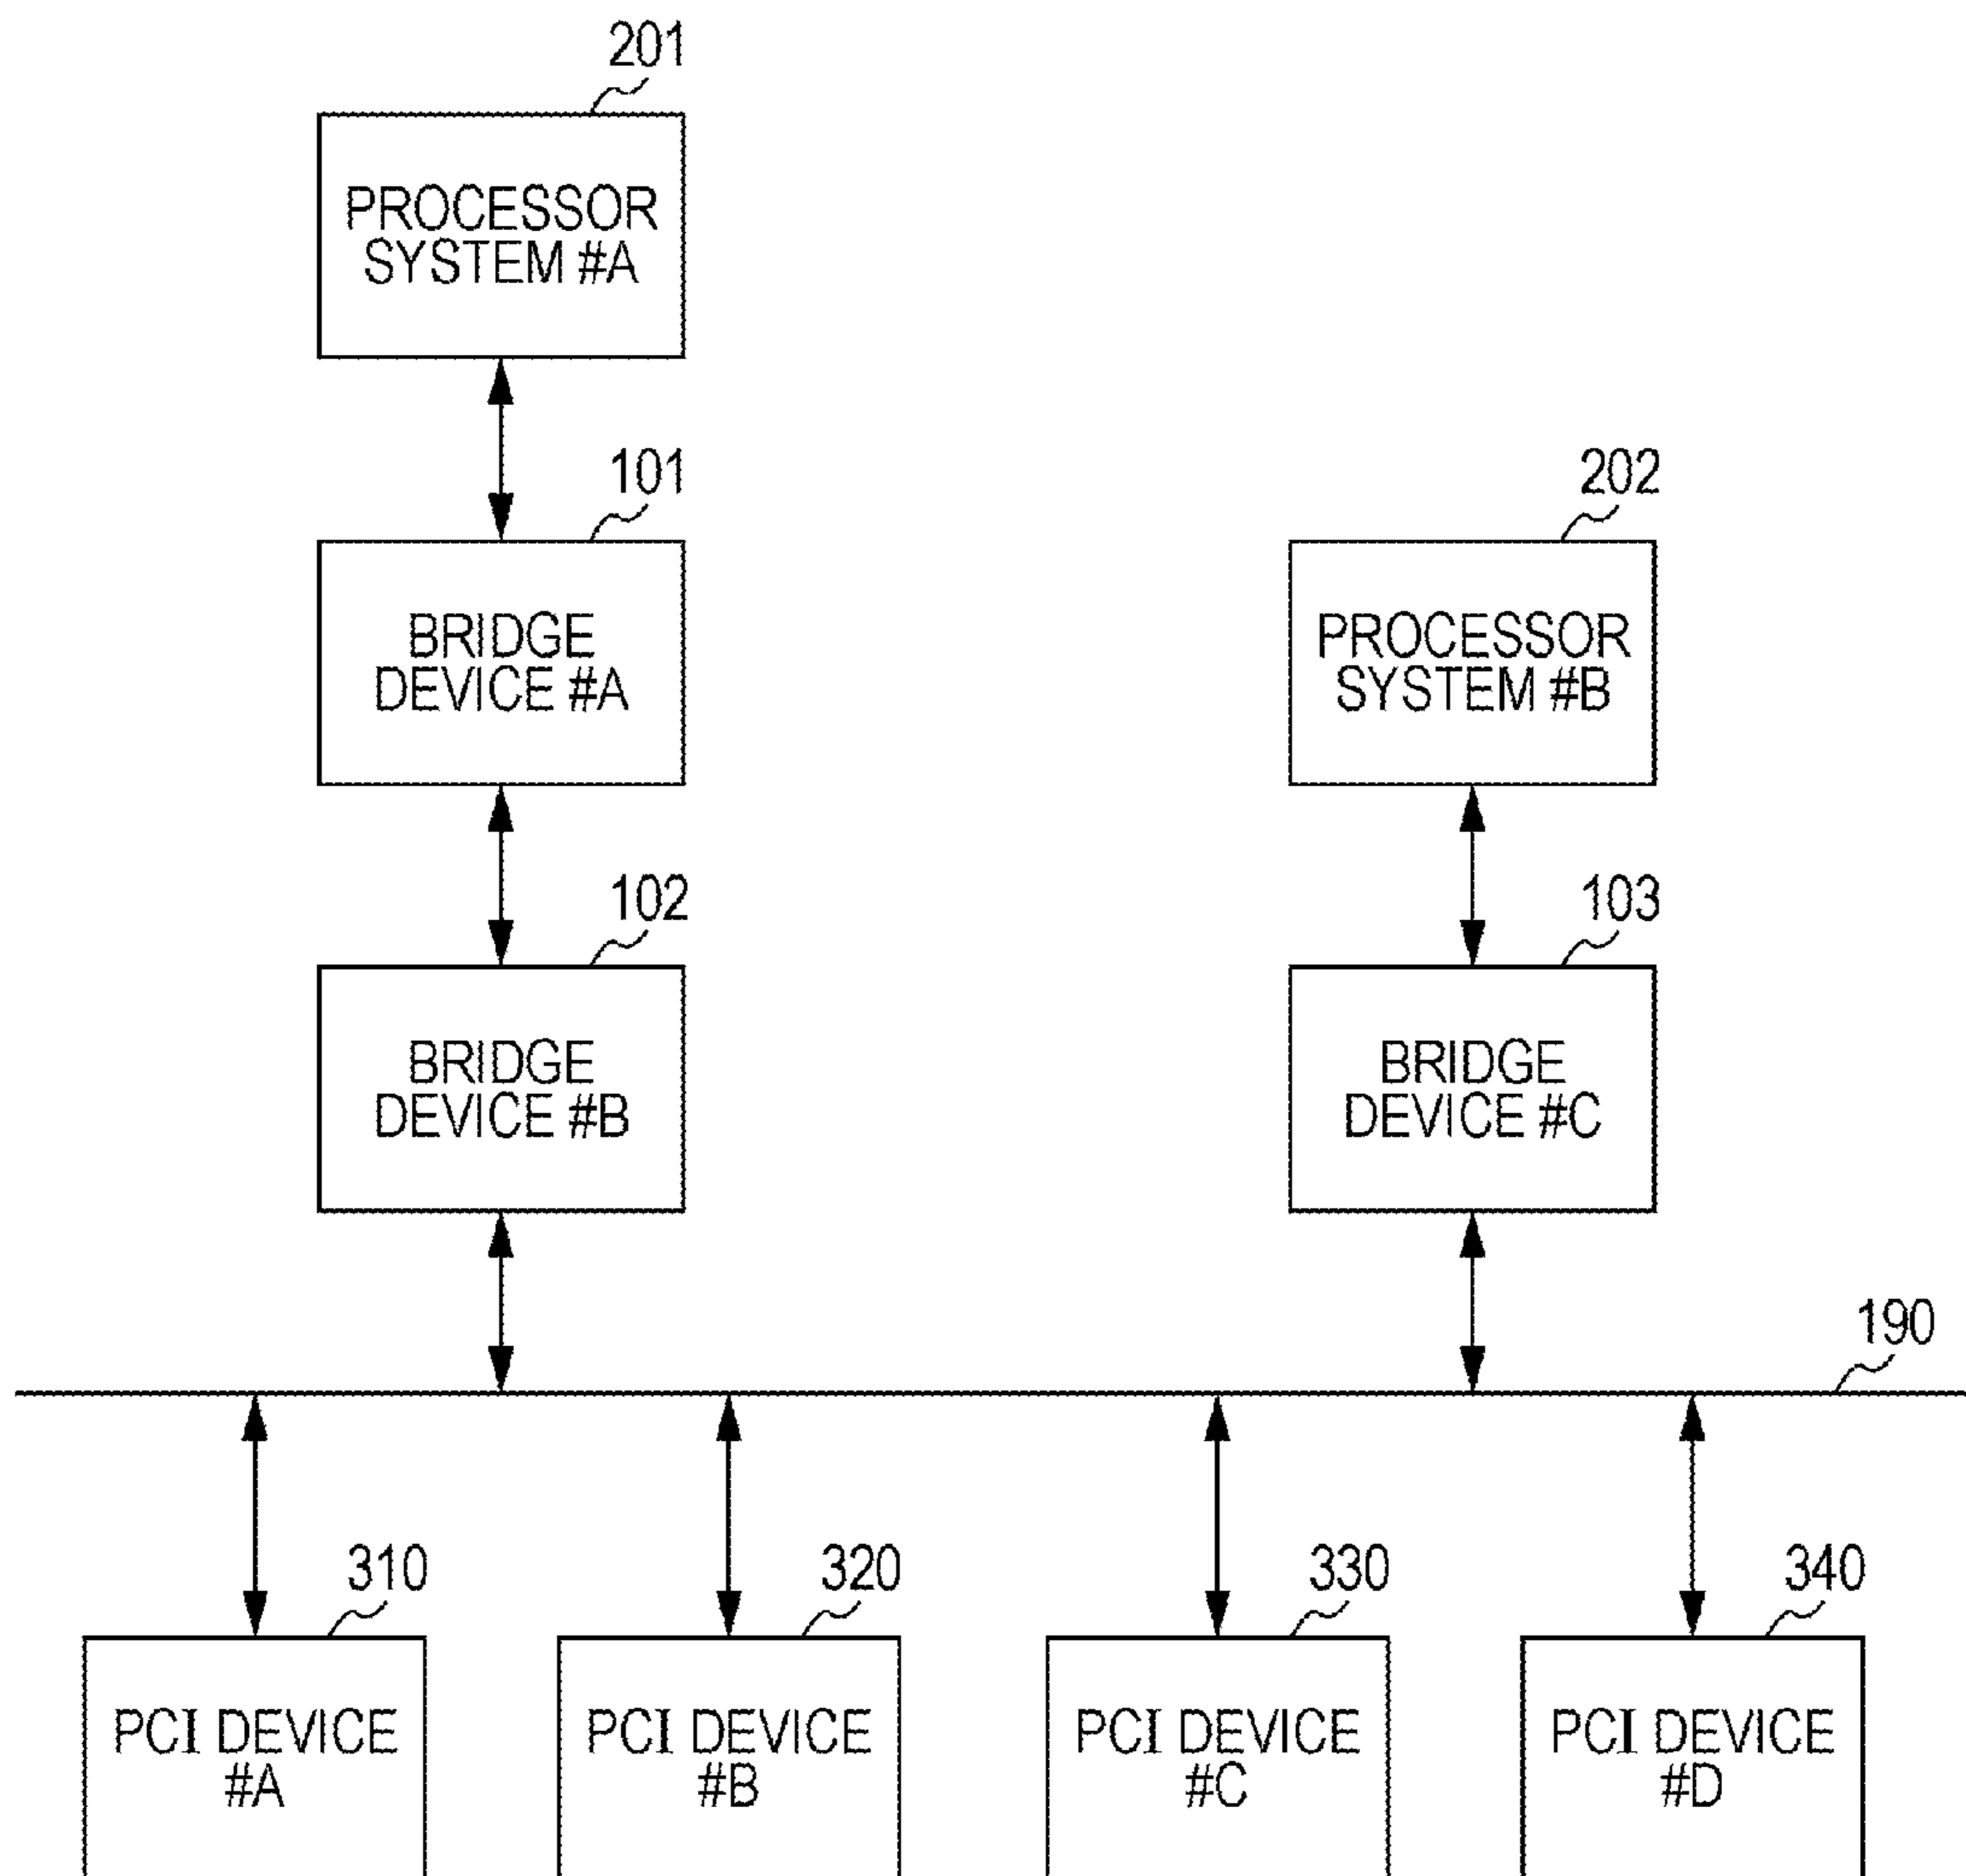 201
PROCESSOR
SYSTEM #A
101
202
BRIDGE
DEVICE #A
PROCESSOR
SYSTEM #B
102
103
BRIDGE
DEVICE #B
BRIDGE
DEVICE #C
190
310
320
330
340
PCI DEVICE
#A
PCI DEVICE
#B
PCI DEVICE
#C
PCI DEVICE
#D